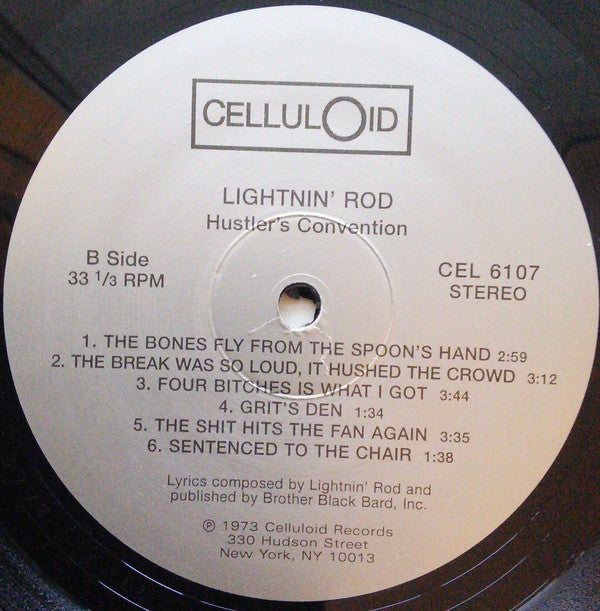 CELLULOID
LIGHTNIN' ROD
Hustler's Convention
B Side
33 1/3 RPM
CEL 6107
STEREO
1. THE BONES FLY FROM THE SPOON'S HAND 2:59
2. THE BREAK WAS SO LOUD, IT HUSHED THE CROWD 3:12
3. FOUR BITCHES IS WHAT I GOT 3:44
4. GRIT'S DEN 1:34
5. THE SHIT HITS THE FAN AGAIN 3:35
6. SENTENCED TO THE CHAIR 1:38
Lyrics composed by Lightnin' Rod and
published by Brother Black Bard, Inc.
℗ 1973 Celluloid Records
330 Hudson Street
New York, NY 10013